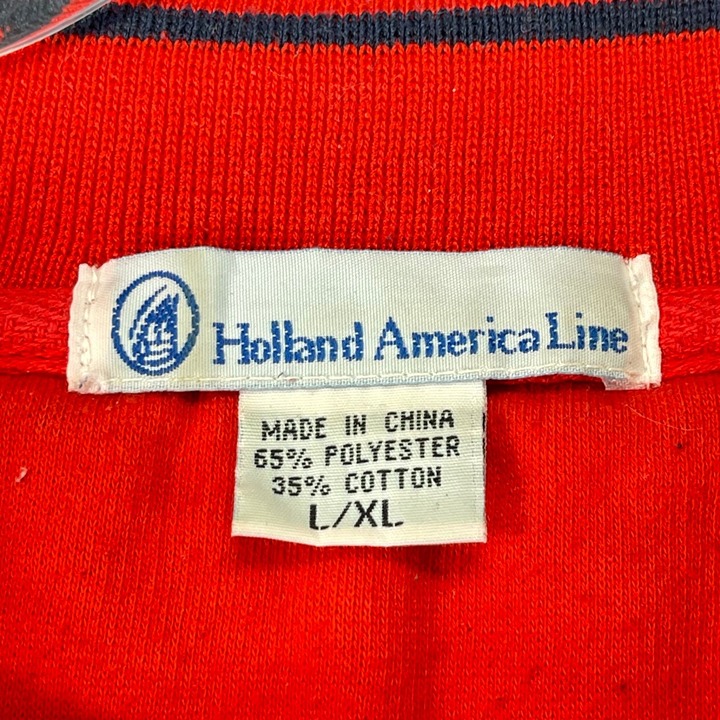 Holland America Line
MADE IN CHINA
65% POLYESTER
35% COTTON
L/XL